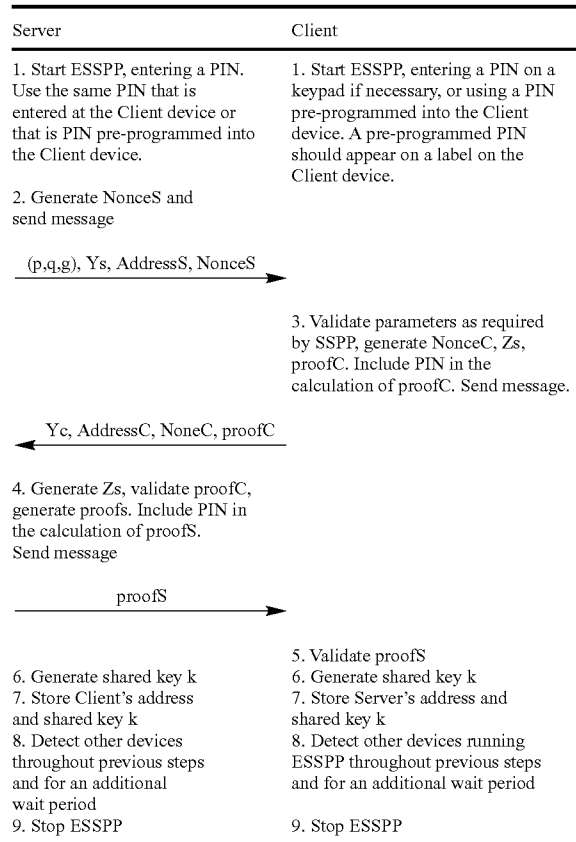 Server Client
1. Start ESSPP, entering a PIN.
Use the same PIN that is
entered at the Client device or
that is PIN pre-programmed into
the Client device.
1. Start ESSPP, entering a PIN on a
keypad if necessary, or using a PIN
pre-programmed into the Client
device. A pre-programmed PIN
should appear on a label on the
Client device.
2. Generate NonceS and
send message
(p,q,g), Ys, AddressS, NonceS
3. Validate parameters as required
by SSPP, generate NonceC, Zs,
proofC. Include PIN in the
calculation of proofC. Send message.
Yc, AddressC, NoneC, proofC
4. Generate Zs, validate proofC,
generate proofs. Include PIN in
the calculation of proofS.
Send message
proofS
5. Validate proofS
6. Generate shared key k
7. Store Client's address
and shared key k
8. Detect other devices
throughout previous steps
and for an additional
wait period
9. Stop ESSPP
6. Generate shared key k
7. Store Server's address and
shared key k
8. Detect other devices running
ESSPP throughout previous steps
and for an additional wait period
9. Stop ESSPP